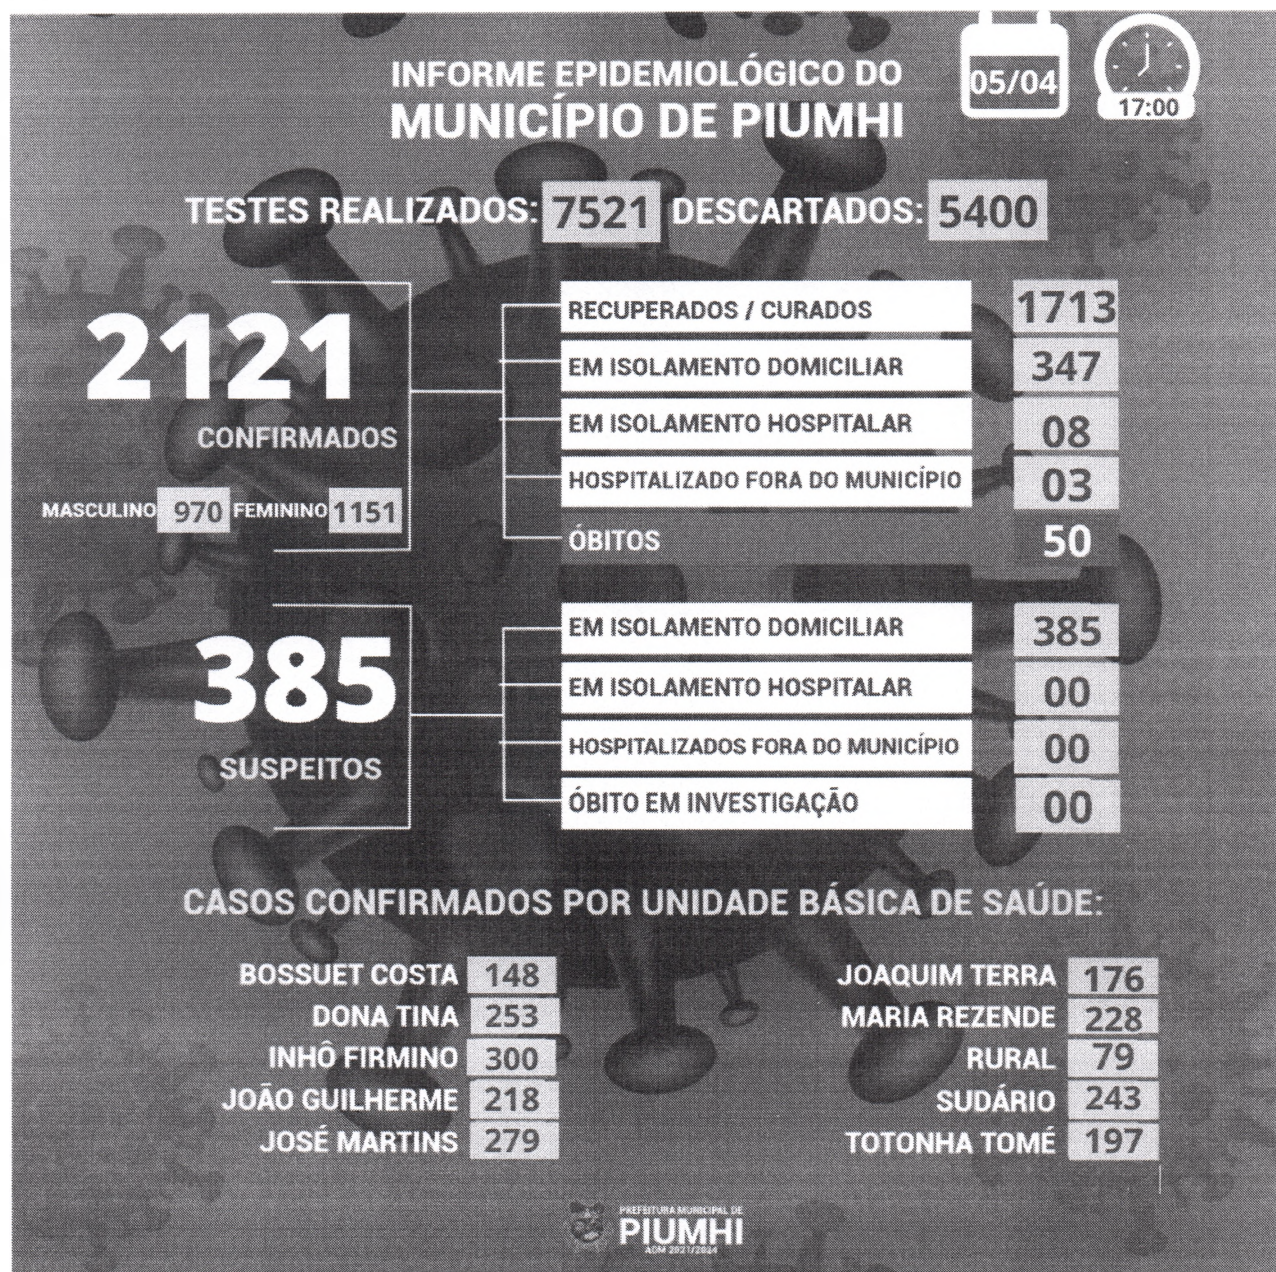 INFORME EPIDEMIOLÓGICO DO
MUNICÍPIO DE PIUMHI
05/04
17:00
TESTES REALIZADOS: 7521 DESCARTADOS: 5400
2121
CONFIRMADOS
MASCULINO 970 FEMININO 1151
RECUPERADOS / CURADOS 1713
EM ISOLAMENTO DOMICILIAR 347
EM ISOLAMENTO HOSPITALAR 08
HOSPITALIZADO FORA DO MUNICÍPIO 03
ÓBITOS 50
385
SUSPEITOS
EM ISOLAMENTO DOMICILIAR 385
EM ISOLAMENTO HOSPITALAR 00
HOSPITALIZADOS FORA DO MUNICÍPIO 00
ÓBITO EM INVESTIGAÇÃO 00
CASOS CONFIRMADOS POR UNIDADE BÁSICA DE SAÚDE:
BOSSUET COSTA 148
DONA TINA 253
INHÔ FIRMINO 300
JOÃO GUILHERME 218
JOSÉ MARTINS 279
JOAQUIM TERRA 176
MARIA REZENDE 228
RURAL 79
SUDÁRIO 243
TOTONHA TOMÉ 197
PREFEITURA MUNICIPAL DE
PIUMHI
ADM 2021/2024